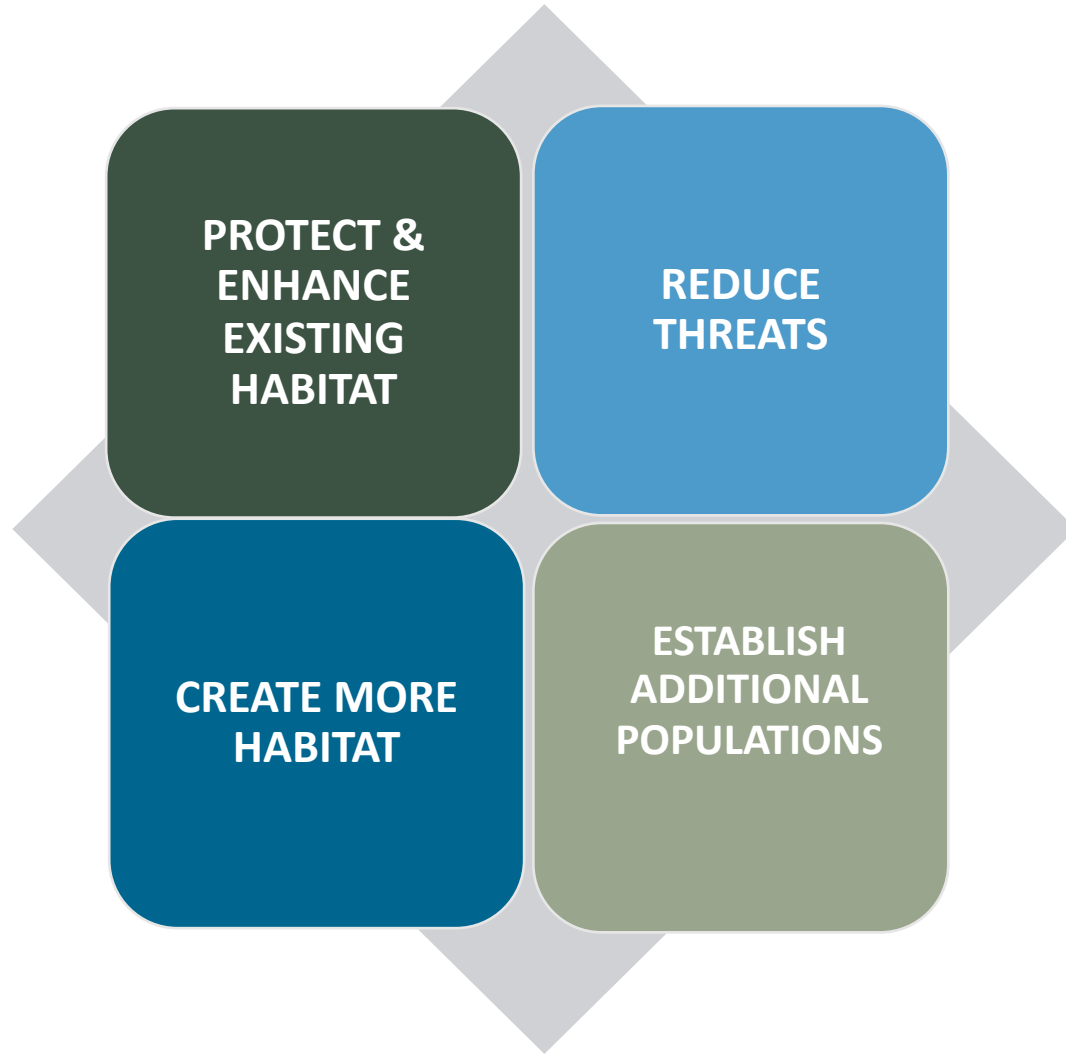 PROTECT &
ENHANCE
EXISTING
HABITAT
REDUCE
THREATS
CREATE MORE
HABITAT
ESTABLISH
ADDITIONAL
POPULATIONS